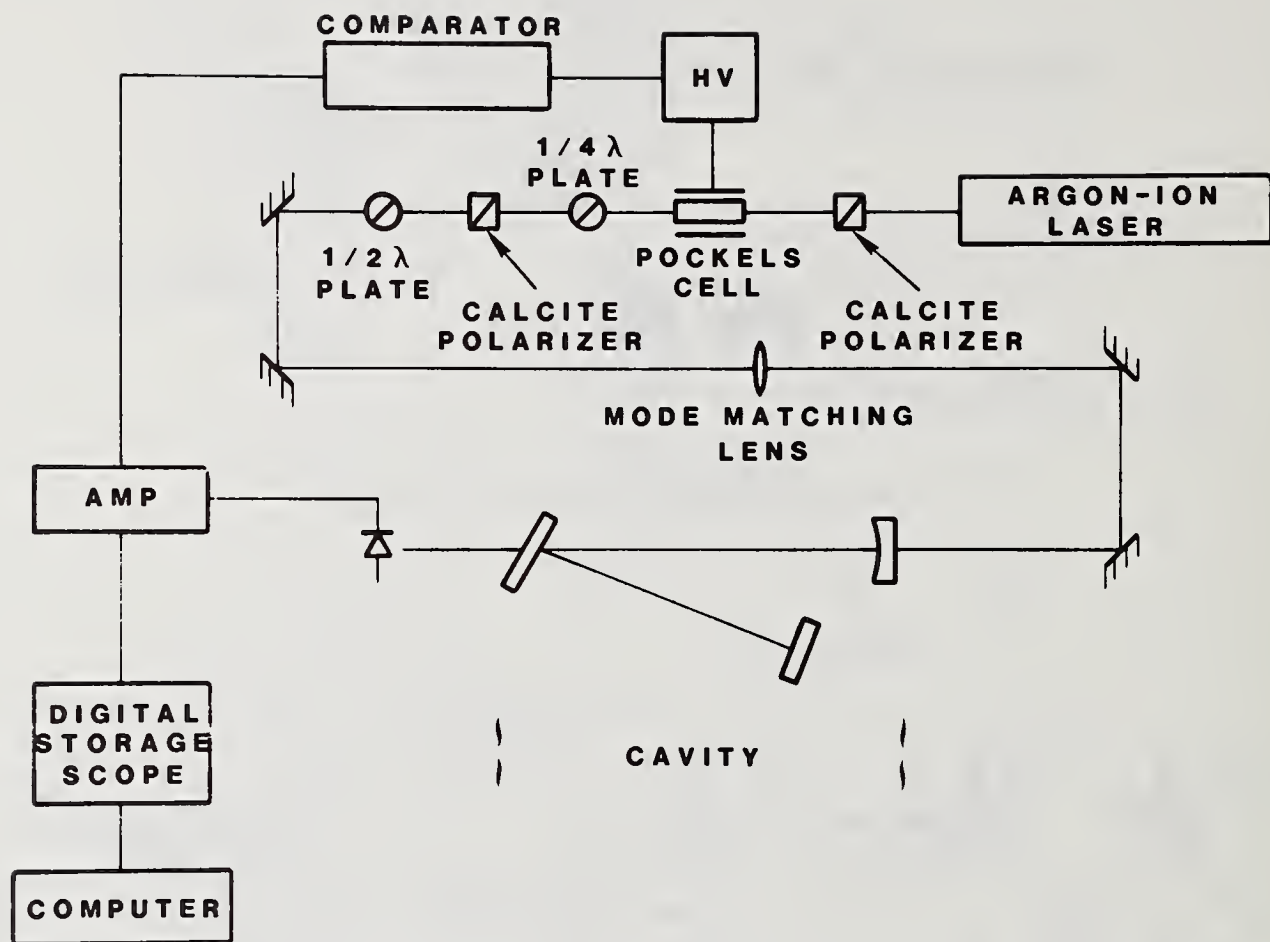 COMPARATOR
HV
1/4 λ
PLATE
ARGON-ION
LASER
1/2 λ
PLATE
POCKELS
CELL
CALCITE
POLARIZER
CALCITE
POLARIZER
MODE MATCHING
LENS
AMP
DIGITAL
STORAGE
SCOPE
CAVITY
COMPUTER